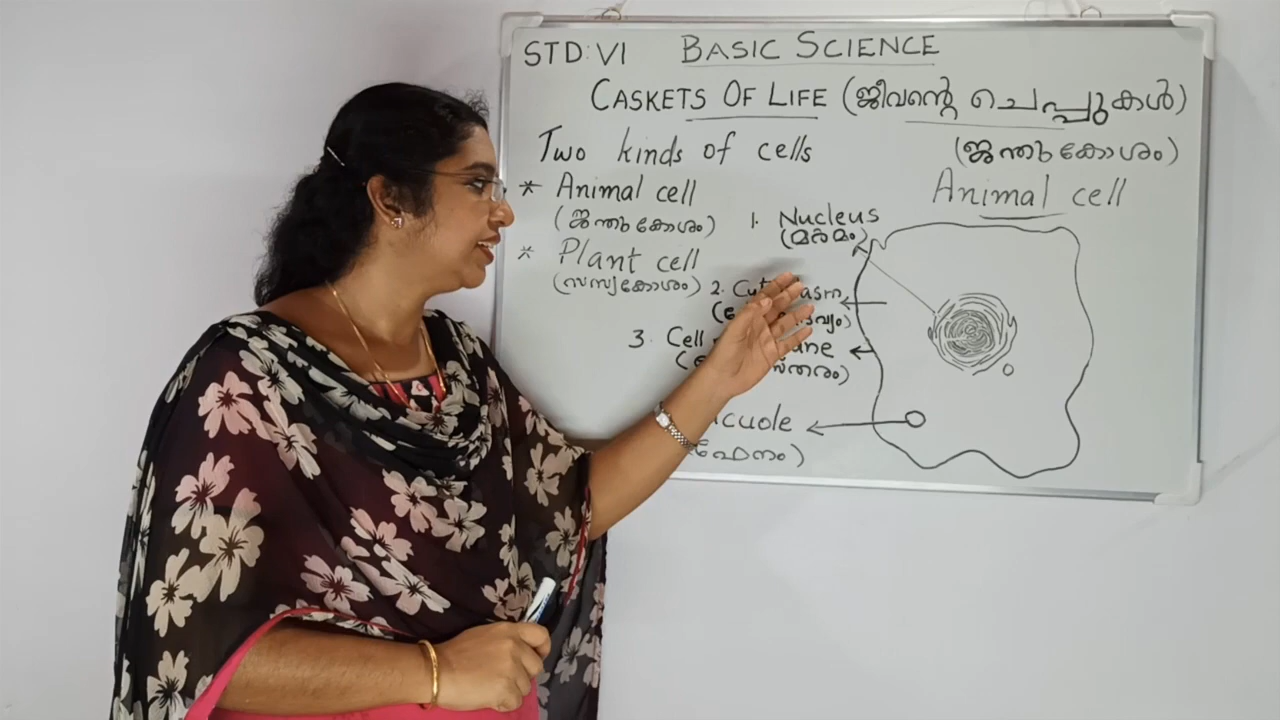 STD: VI BASIC SCIENCE
CASKETS OF LIFE (ജീവന്റെ ചെപ്പുകൾ)
Two kinds of cells
* Animal cell
(ജന്തുകോശം)
* Plant cell
(സസ്യകോശം)
(ജന്തുകോശം)
Animal cell
1. Nucleus
(മർമം)
2.
3. Cell